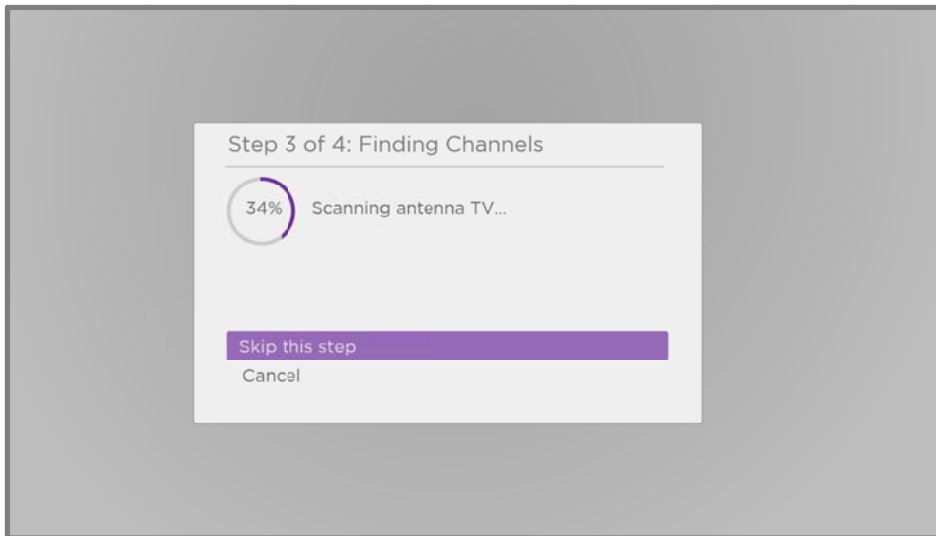 Step 3 of 4: Finding Channels
34%
Scanning antenna TV...
Skip this step
Cancel